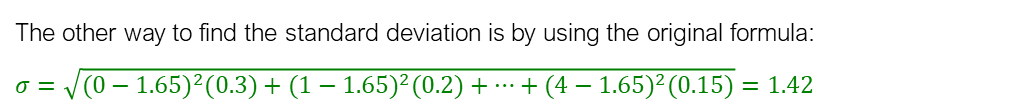 The other way to find the standard deviation is by using the original formula:
σ = √(0 − 1.65)²(0.3) + (1 − 1.65)²(0.2) + ⋯ + (4 − 1.65)²(0.15) = 1.42